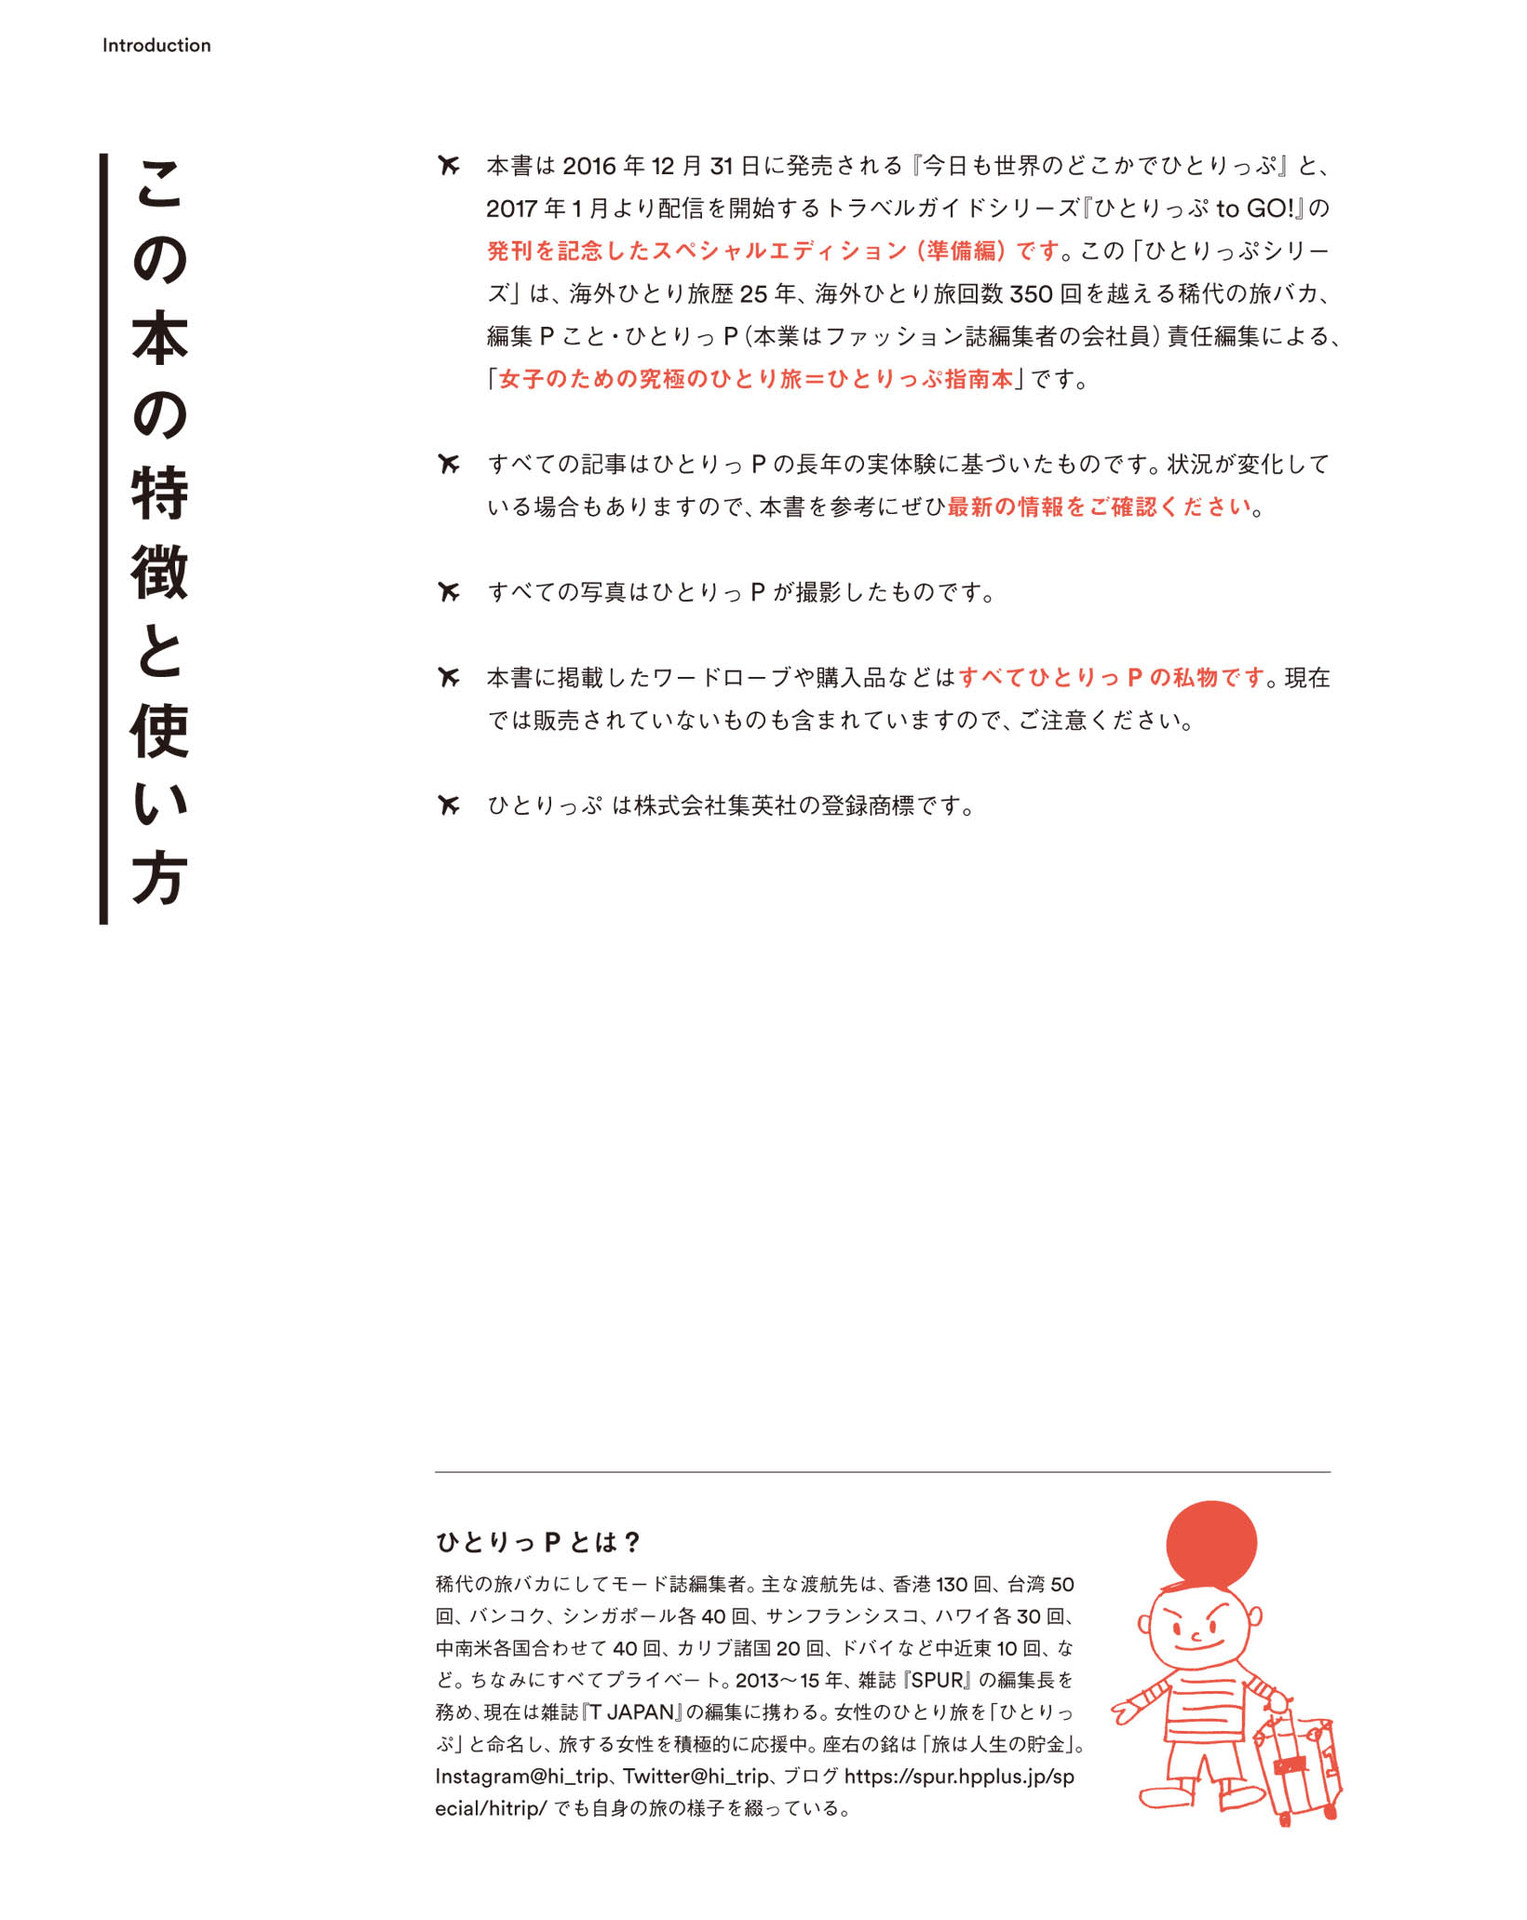 Introduction
この本の特徴と使い方
本書は 2016 年 12 月 31 日に発売される『今日も世界のどこかでひとりっぷ』と、
2017 年 1 月より配信を開始するトラベルガイドシリーズ『ひとりっぷ to GO!』の
発刊を記念したスペシャルエディション（準備編）です。この「ひとりっぷシリー
ズ」は、海外ひとり旅歴 25 年、海外ひとり旅回数 350 回を越える稀代の旅バカ、
編集 P こと・ひとりっ P（本業はファッション誌編集者の会社員）責任編集による、
「女子のための究極のひとり旅＝ひとりっぷ指南本」です。
すべての記事はひとりっ P の長年の実体験に基づいたものです。状況が変化して
いる場合もありますので、本書を参考にぜひ最新の情報をご確認ください。
すべての写真はひとりっ P が撮影したものです。
本書に掲載したワードローブや購入品などはすべてひとりっ P の私物です。現在
では販売されていないものも含まれていますので、ご注意ください。
ひとりっぷ は株式会社集英社の登録商標です。
ひとりっ P とは？
稀代の旅バカにしてモード誌編集者。主な渡航先は、香港 130 回、台湾 50
回、バンコク、シンガポール各 40 回、サンフランシスコ、ハワイ各 30 回、
中南米各国合わせて 40 回、カリブ諸国 20 回、ドバイなど中近東 10 回、な
ど。ちなみにすべてプライベート。2013〜15 年、雑誌『SPUR』の編集長を
務め、現在は雑誌『T JAPAN』の編集に携わる。女性のひとり旅を「ひとりっ
ぷ」と命名し、旅する女性を積極的に応援中。座右の銘は「旅は人生の貯金」。
Instagram@hi_trip、Twitter@hi_trip、ブログ https://spur.hpplus.jp/sp
ecial/hitrip/ でも自身の旅の様子を綴っている。